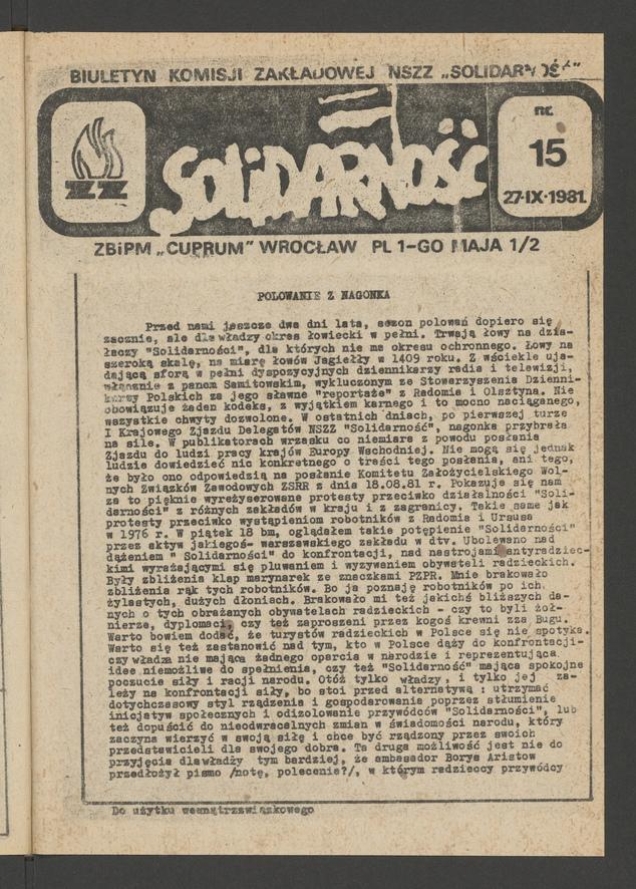 BIULETYN KOMISJI ZAKŁADOWEJ NSZZ „SOLIDARNOŚĆ”
ZZ
SOLIDARNOŚĆ
nr.
15
27·IX·1981.
ZBiPM „CUPRUM” WROCŁAW PL 1-GO MAJA 1/2
POLOWANIE Z NAGONKA
Przed nami jeszcze dwa dni lata, sezon polowań dopiero się
zacznie, ale dla władzy okres łowiecki w pełni. Trwają łowy na dzia-
łaczy "Solidarności", dla których nie ma okresu ochronnego. Łowy na
szeroką skalę, na miarę łowów Jagiełły w 1409 roku. Z wściekle uja-
dającą sforą w pełni dyspozycyjnych dziennikarzy radia i telewizji,
włącznie z panem Samitowskim, wykluczonym ze Stowarzyszenia Dzienni-
karzy Polskich za jego sławne "reportaże" z Radomia i Olsztyna. Nie
obowiązuje żaden kodeks, z wyjątkiem karnego i to mocno naciąganego,
wszystkie chwyty dozwolone. W ostatnich dniach, po pierwszej turze
I Krajowego Zjazdu Delegatów NSZZ "Solidarność", nagonka przybrała
na sile. W publikatorach wrzasku co niemiara z powodu posłania
Zjazdu do ludzi pracy krajów Europy Wschodniej. Nie mogą się jednak
ludzie dowiedzieć nic konkretnego o treści tego posłania, ani tego,
że było ono odpowiedzią na posłanie Komitetu Założycielskiego Wol-
nych Związków Zawodowych ZSRR z dnia 18.08.81 r. Pokazuje się nam
za to pięknie wyreżyserowane protesty przeciwko działalności "Soli-
darności" z różnych zakładów w kraju i z zagranicy. Takie same jak
protesty przeciwko wystąpieniom robotników z Radomia i Ursusa
w 1976 r. W piątek 18 bm, oglądałem takie potępienie "Solidarności"
przez aktyw jakiegoś- warszawskiego zakładu w dtv. Ubolewano nad
dążeniem " Solidarności" do konfrontacji, nad nastrojami antyradziec-
kimi wyrażającymi się pluwaniem i wyzywaniem obywateli radzieckich.
Były zbliżenia klap marynarek ze znaczkami PZPR. Mnie brakowało
zbliżenia rąk tych robotników. Bo ja poznaję robotników po ich
żylastych, dużych dłoniach. Brakowało mi też jakichś bliższych da-
nych o tych obrażanych obywatelach radzieckich - czy to byli żoł-
nierze, dyplomaci, czy też zaproszeni przez kogoś krewni zza Bugu.
Warto bowiem dodać, że turystów radzieckich w Polsce się nie spotyka.
Warto się też zastanowić nad tym, kto w Polsce dąży do konfrontacji-
czy władza nie mająca żadnego oparcia w narodzie i reprezentująca
idee niemożliwe do spełnienia, czy też "Solidarność" mająca spokojne
poczucie siły i racji narodu. Otóż tylko władzy, i tylko jej za-
leży na konfrontacji siły, bo stoi przed alternatywą : utrzymać
dotychczasowy styl rządzenia i gospodarowania poprzez stłumienie
inicjatyw społecznych i odizolowanie przywódców "Solidarności", lub
też dopuścić do nieodwracalnych zmian w świadomości narodu, który
zaczyna wierzyć w swoją siłę i chce być rządzony przez swoich
przedstawicieli dla swojego dobra. Ta druga możliwość jest nie do
przyjęcia dla władzy tym bardziej, że ambasador Borys Aristow
przedłożył pismo /notę, polecenie?/, w którym radzieccy przywódcy
Do użytku wewnątrzzwiązkowego